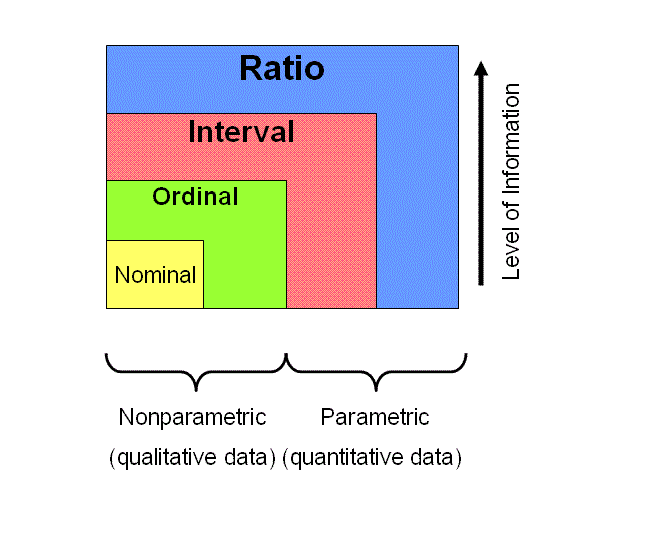 Ratio
Interval
Ordinal
Nominal
Level of Information
Nonparametric
(qualitative data)
Parametric
(quantitative data)